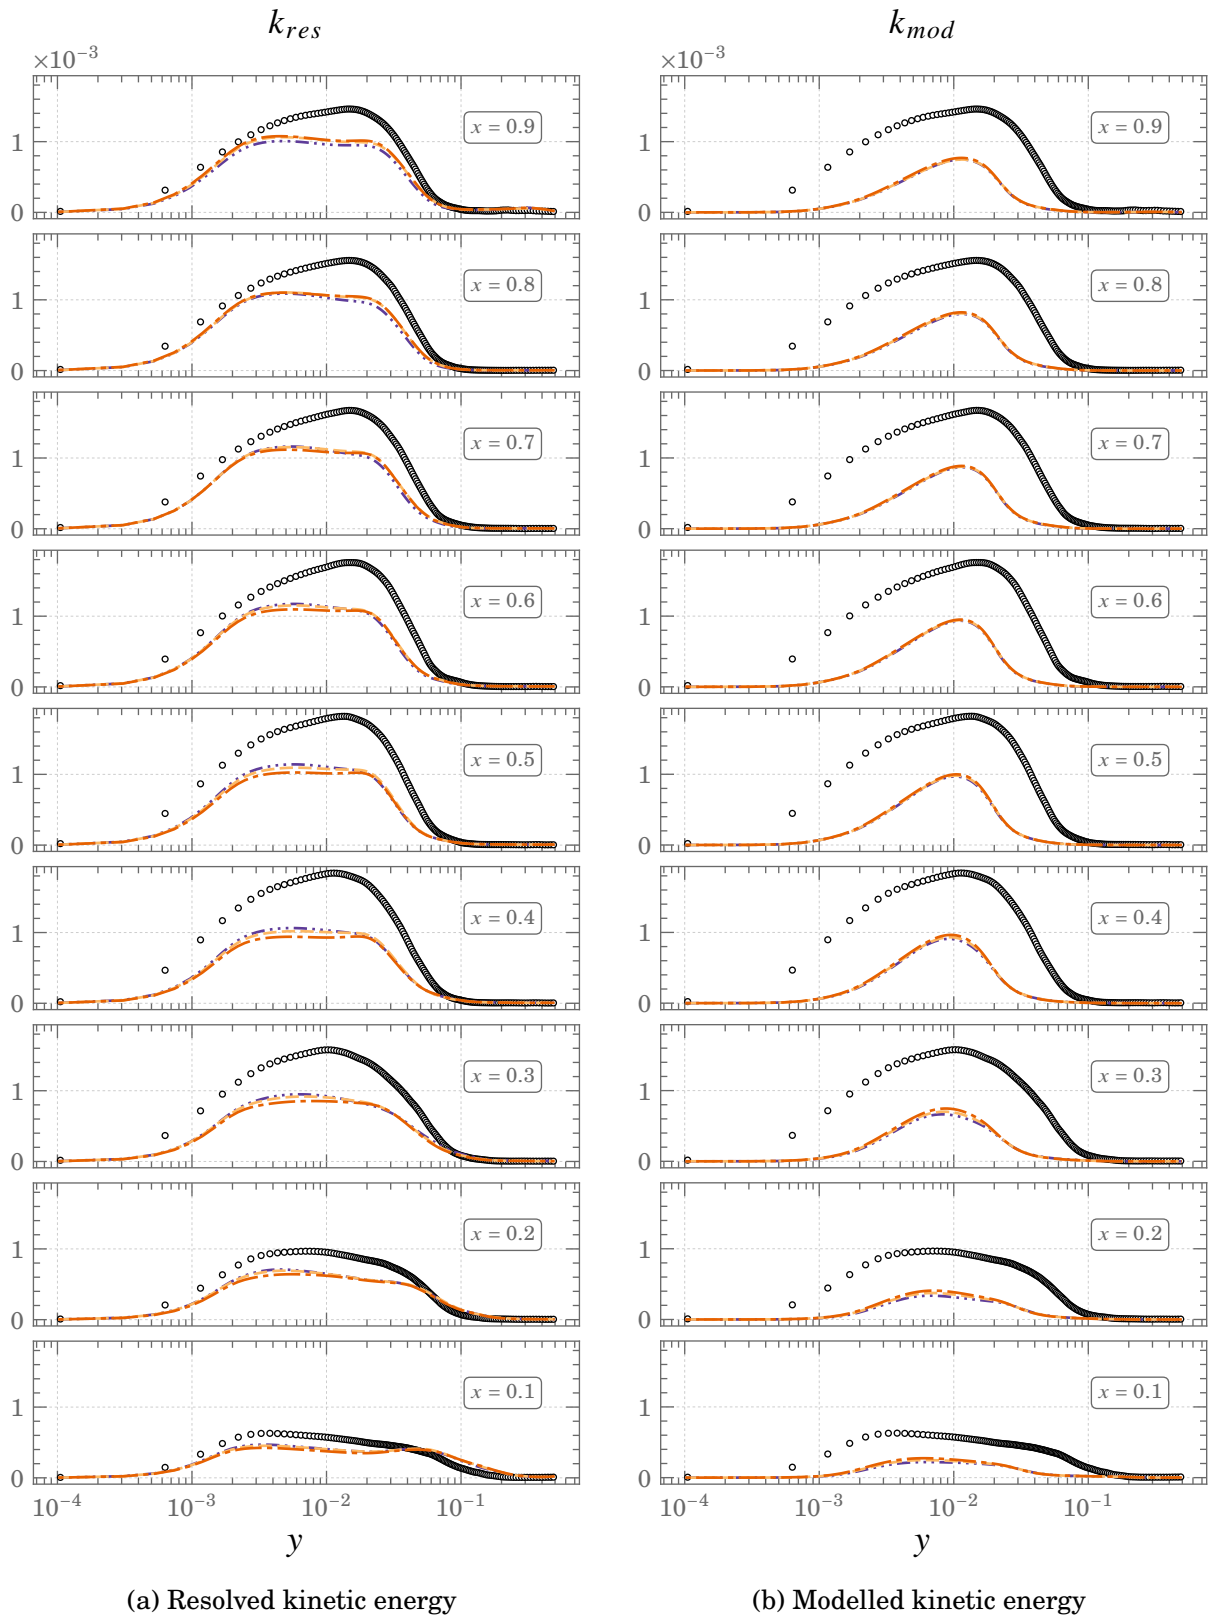 k_res k_mod
×10⁻³ ×10⁻³
1 x = 0.9 x = 0.9
0 0
1 x = 0.8 1 x = 0.8
0 0
1 x = 0.7 1 x = 0.7
0 0
1 x = 0.6 1 x = 0.6
0 0
1 x = 0.5 1 x = 0.5
0 0
1 x = 0.4 1 x = 0.4
0 0
1 x = 0.3 1 x = 0.3
0 0
1 x = 0.2 1 x = 0.2
0 0
1 x = 0.1 1 x = 0.1
0 0
10⁻⁴ 10⁻³ 10⁻² 10⁻¹ 10⁻⁴ 10⁻³ 10⁻² 10⁻¹
y y
(a) Resolved kinetic energy (b) Modelled kinetic energy